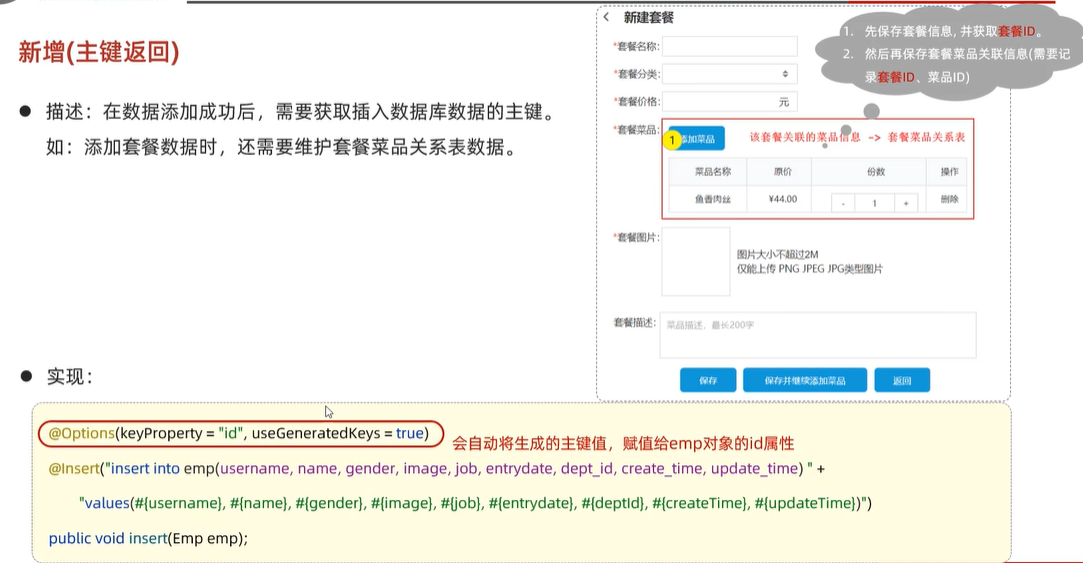 新增(主键返回)
描述：在数据添加成功后，需要获取插入数据库数据的主键。
如：添加套餐数据时，还需要维护套餐菜品关系表数据。
新建套餐
*套餐名称:
*套餐分类:
*套餐价格:
元
*套餐菜品:
1
添加菜品
该套餐关联的菜品信息 -> 套餐菜品关系表
菜品名称 原价 份数 操作
鱼香肉丝 ¥44.00 - 1 + 删除
*套餐图片:
图片大小不超过2M
仅能上传 PNG JPEG JPG类型图片
套餐描述:
菜品描述，最长200字
保存 保存并继续添加菜品 返回
1. 先保存套餐信息, 并获取套餐ID。
2. 然后再保存套餐菜品关联信息(需要记
录套餐ID、菜品ID)
实现：
@Options(keyProperty = "id", useGeneratedKeys = true) 会自动将生成的主键值，赋值给emp对象的id属性
@Insert("insert into emp(username, name, gender, image, job, entrydate, dept_id, create_time, update_time) " +
"values(#{username}, #{name}, #{gender}, #{image}, #{job}, #{entrydate}, #{deptId}, #{createTime}, #{updateTime})")
public void insert(Emp emp);